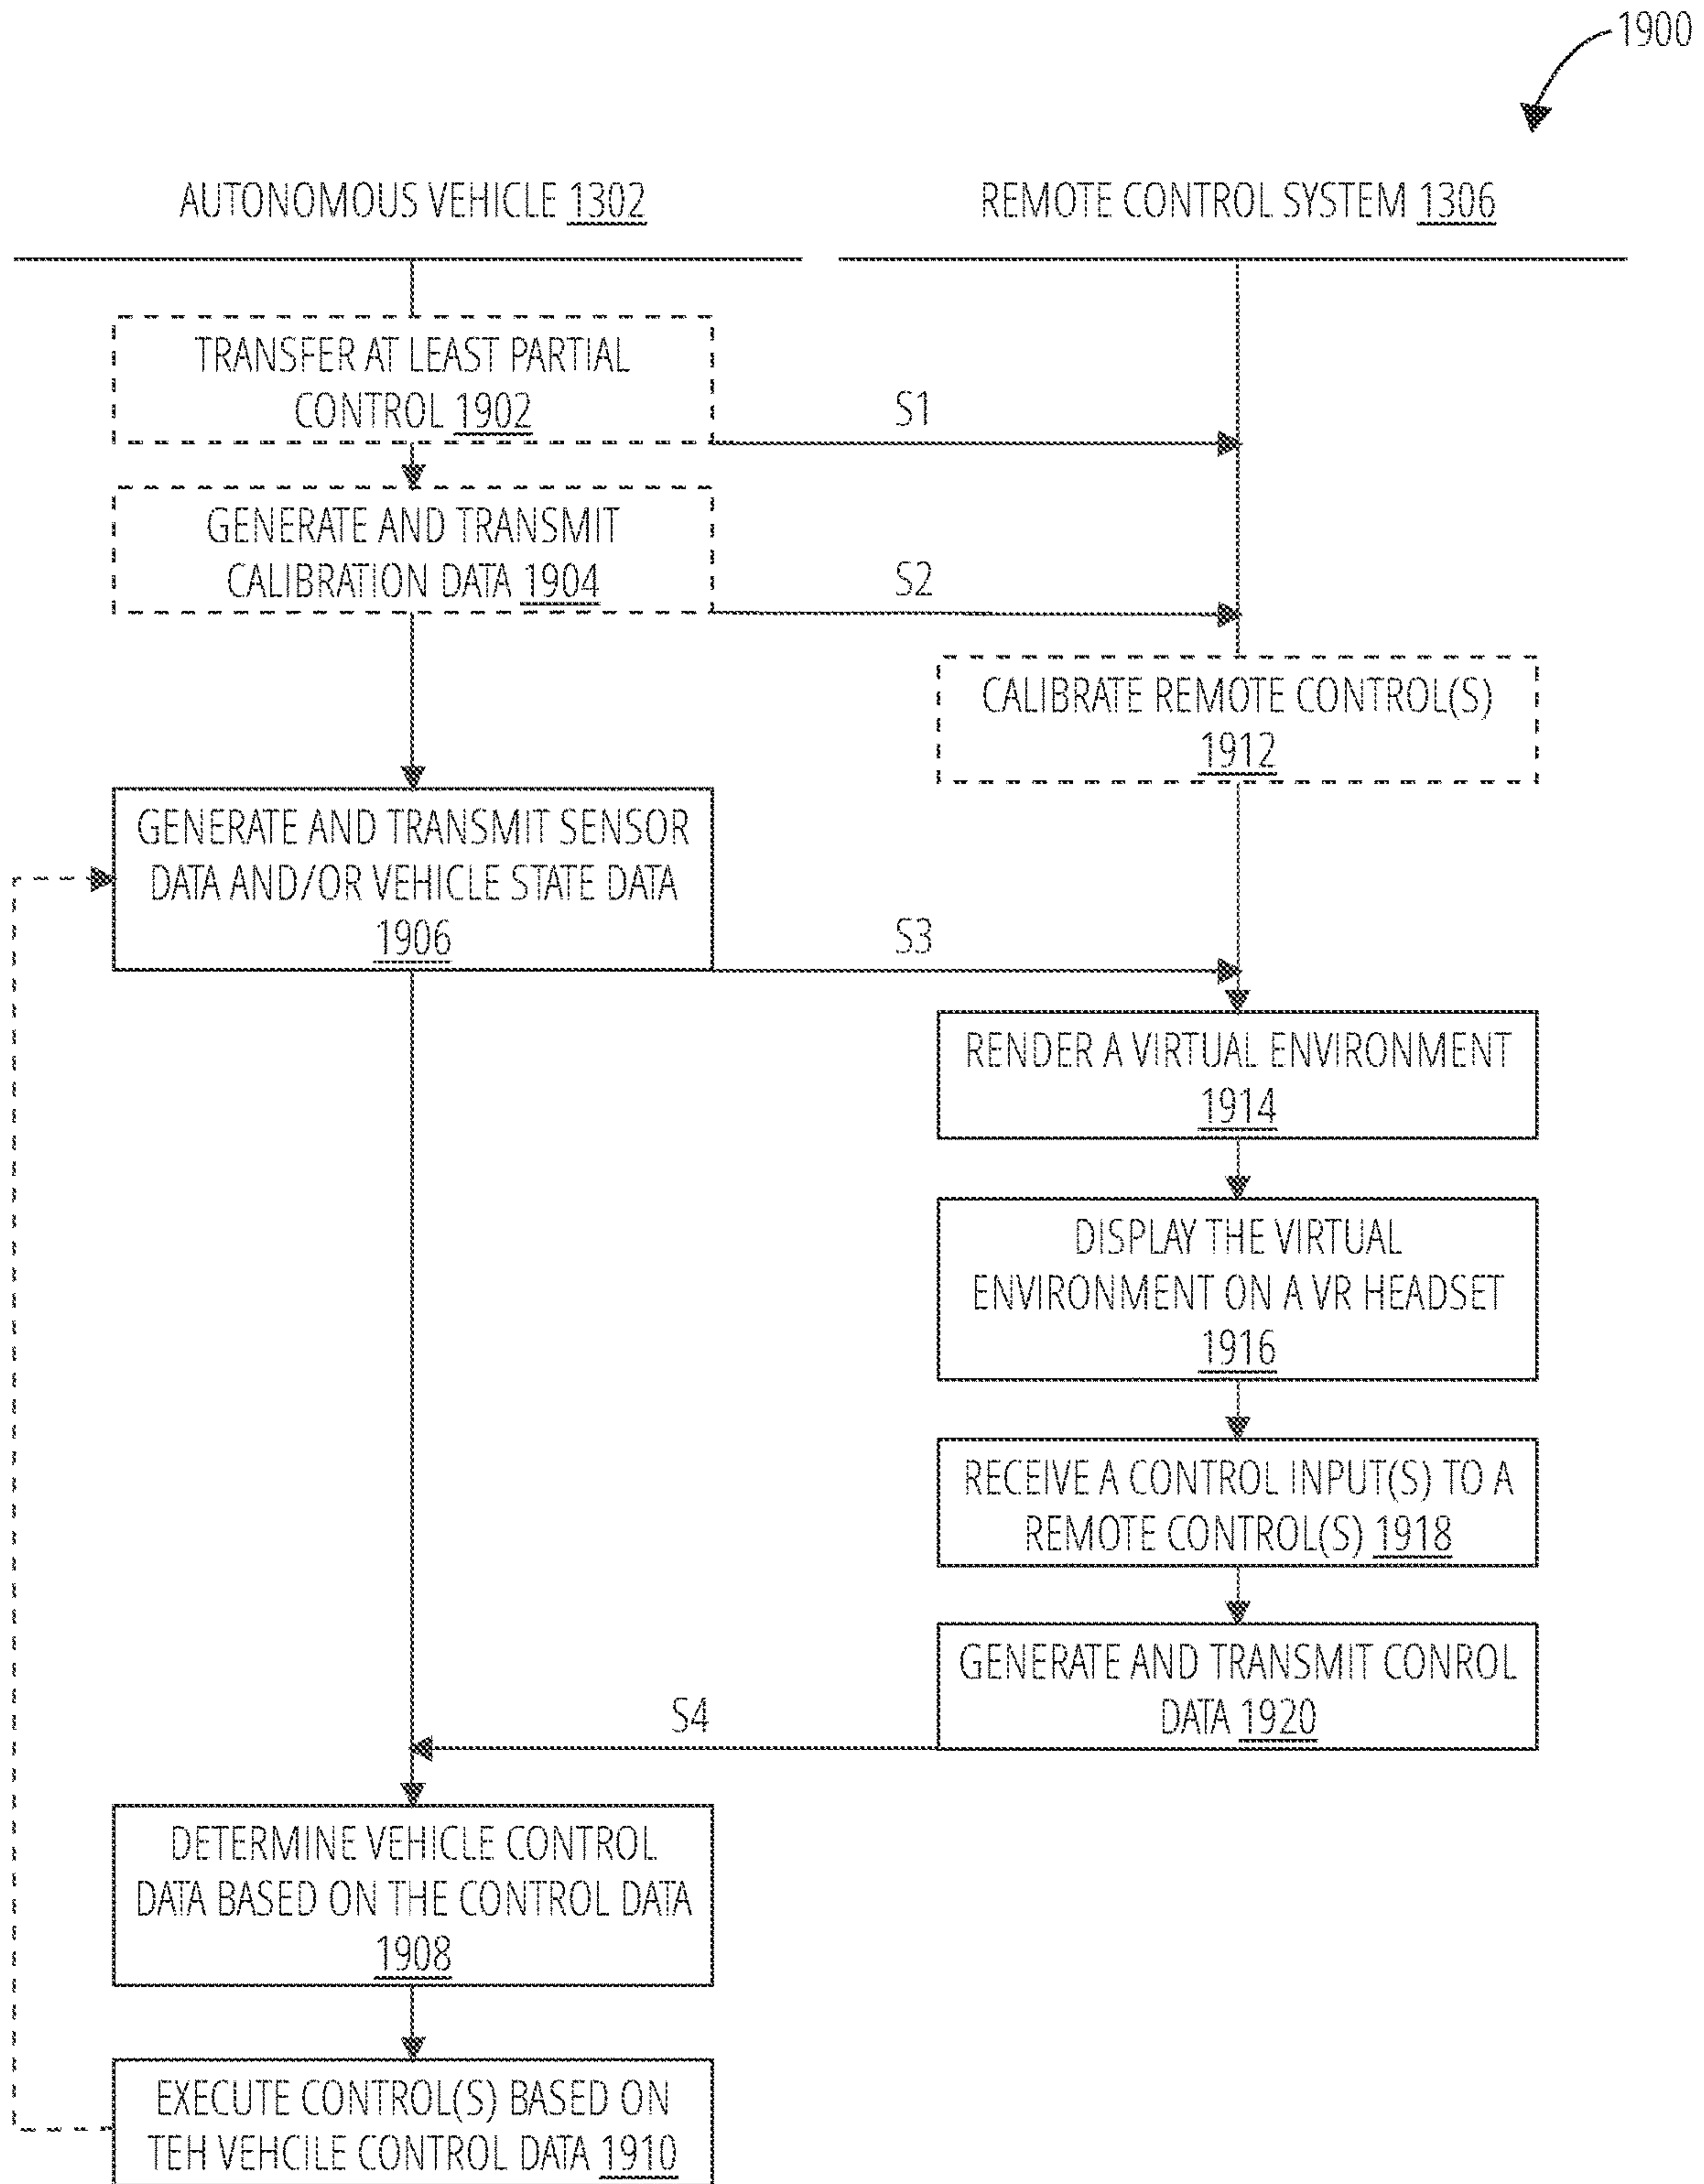 1900
AUTONOMOUS VEHICLE 1302
REMOTE CONTROL SYSTEM 1306
TRANSFER AT LEAST PARTIAL
CONTROL 1902
S1
GENERATE AND TRANSMIT
CALIBRATION DATA 1904
S2
CALIBRATE REMOTE CONTROL(S)
1912
GENERATE AND TRANSMIT SENSOR
DATA AND/OR VEHICLE STATE DATA
1906
S3
RENDER A VIRTUAL ENVIRONMENT
1914
DISPLAY THE VIRTUAL
ENVIRONMENT ON A VR HEADSET
1916
RECEIVE A CONTROL INPUT(S) TO A
REMOTE CONTROL(S) 1918
GENERATE AND TRANSMIT CONROL
DATA 1920
S4
DETERMINE VEHICLE CONTROL
DATA BASED ON THE CONTROL DATA
1908
EXECUTE CONTROL(S) BASED ON
TEH VEHCILE CONTROL DATA 1910